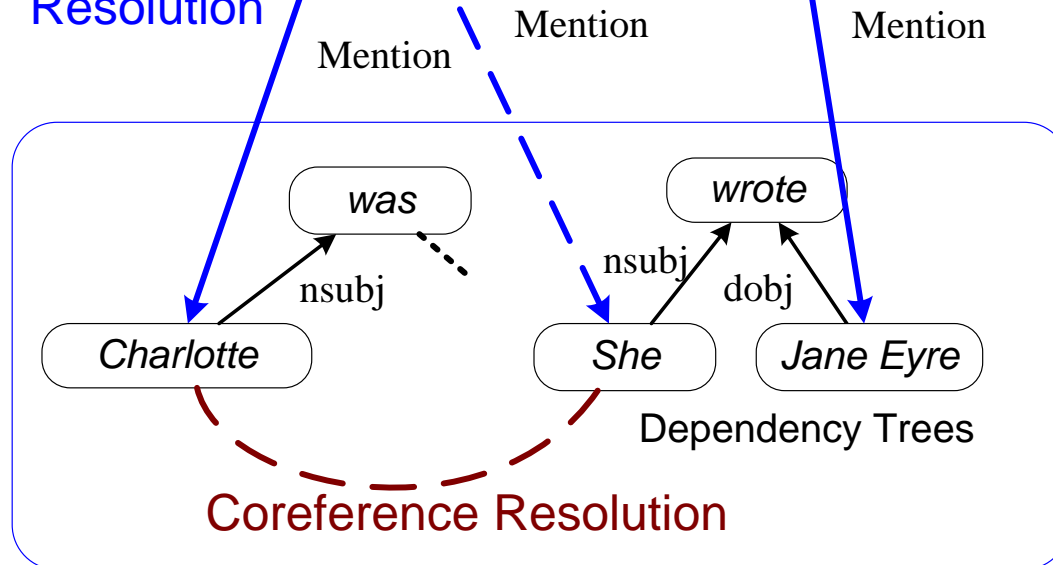 Resolution
Mention
Mention
Mention
was
wrote
nsubj
nsubj
dobj
Charlotte
She
Jane Eyre
Dependency Trees
Coreference Resolution